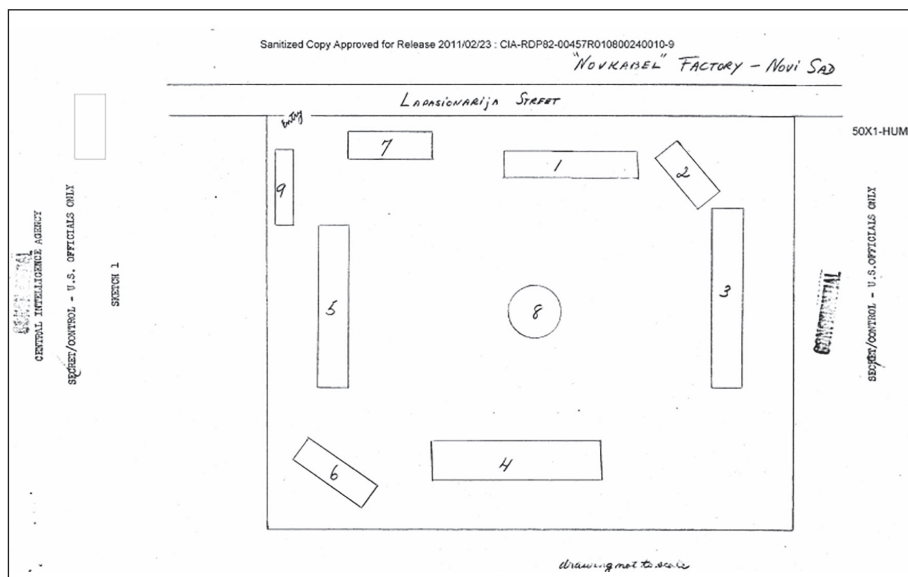 Sanitized Copy Approved for Release 2011/02/23 : CIA-RDP82-00457R010800240010-9
"NOVKABEL" FACTORY - NOVI SAD
LAPASIONARIJA STREET
50X1-HUM
Entry
7
1
2
9
3
5
8
6
4
CENTRAL INTELLIGENCE AGENCY
SECRET/CONTROL - U.S. OFFICIALS ONLY
SKETCH 1
CONFIDENTIAL
CONFIDENTIAL
SECRET/CONTROL - U.S.OFFICIALS ONLY
drawing not to scale